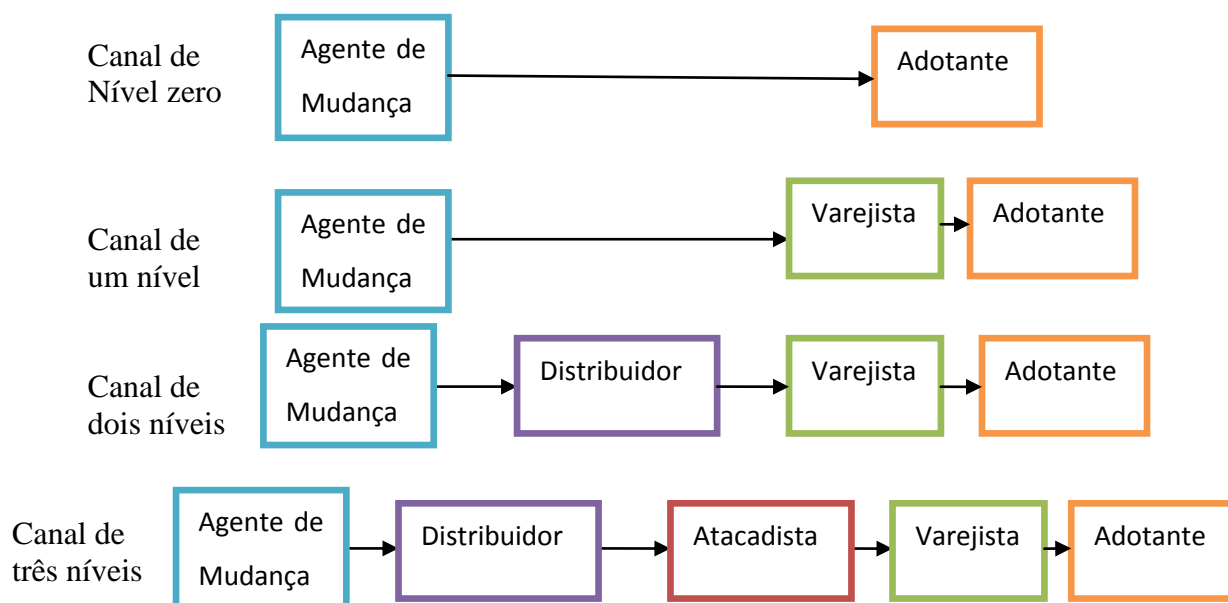 Canal de
Nível zero
Agente de
Mudança
Adotante
Canal de
um nível
Agente de
Mudança
Varejista
Adotante
Canal de
dois níveis
Agente de
Mudança
Distribuidor
Varejista
Adotante
Canal de
três níveis
Agente de
Mudança
Distribuidor
Atacadista
Varejista
Adotante